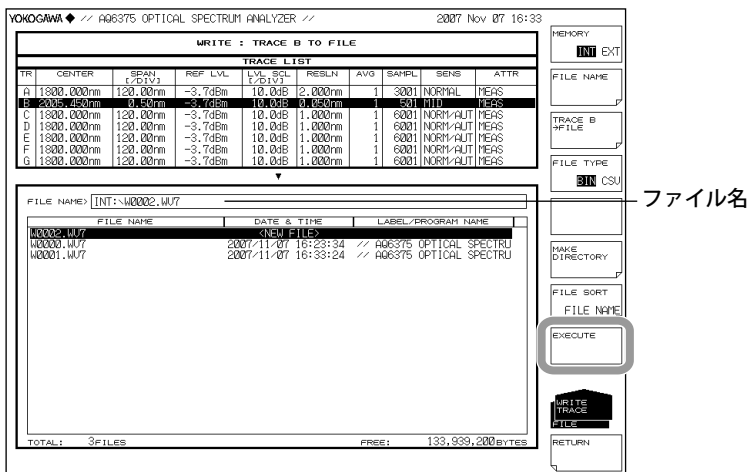 YOKOGAWA ◆ // AQ6375 OPTICAL SPECTRUM ANALYZER // 2007 Nov 07 16:33
WRITE : TRACE B TO FILE
TRACE LIST
TR CENTER SPAN [/DIV] REF LVL LVL SCL [/DIV] RESLN AVG SAMPL SENS ATTR
A 1800.000nm 120.00nm -3.7dBm 10.0dB 2.000nm 1 3001 NORMAL MEAS
B 2005.450nm 0.50nm -3.7dBm 10.0dB 0.050nm 1 501 MID MEAS
C 1800.000nm 120.00nm -3.7dBm 10.0dB 1.000nm 1 6001 NORM/AUT MEAS
D 1800.000nm 120.00nm -3.7dBm 10.0dB 1.000nm 1 6001 NORM/AUT MEAS
E 1800.000nm 120.00nm -3.7dBm 10.0dB 1.000nm 1 6001 NORM/AUT MEAS
F 1800.000nm 120.00nm -3.7dBm 10.0dB 1.000nm 1 6001 NORM/AUT MEAS
G 1800.000nm 120.00nm -3.7dBm 10.0dB 1.000nm 1 6001 NORM/AUT MEAS
▼
FILE NAME> INT:\W0002.WV7
ファイル名
FILE NAME DATE & TIME LABEL/PROGRAM NAME
W0002.WV7 <NEW FILE>
W0000.WV7 2007/11/07 16:23:34 // AQ6375 OPTICAL SPECTRU
W0001.WV7 2007/11/07 16:33:24 // AQ6375 OPTICAL SPECTRU
TOTAL: 3FILES FREE: 133,939,200BYTES
MEMORY
INT EXT
FILE NAME
TRACE B
→FILE
FILE TYPE
BIN CSV
MAKE
DIRECTORY
FILE SORT
FILE NAME
EXECUTE
WRITE
TRACE
FILE
RETURN